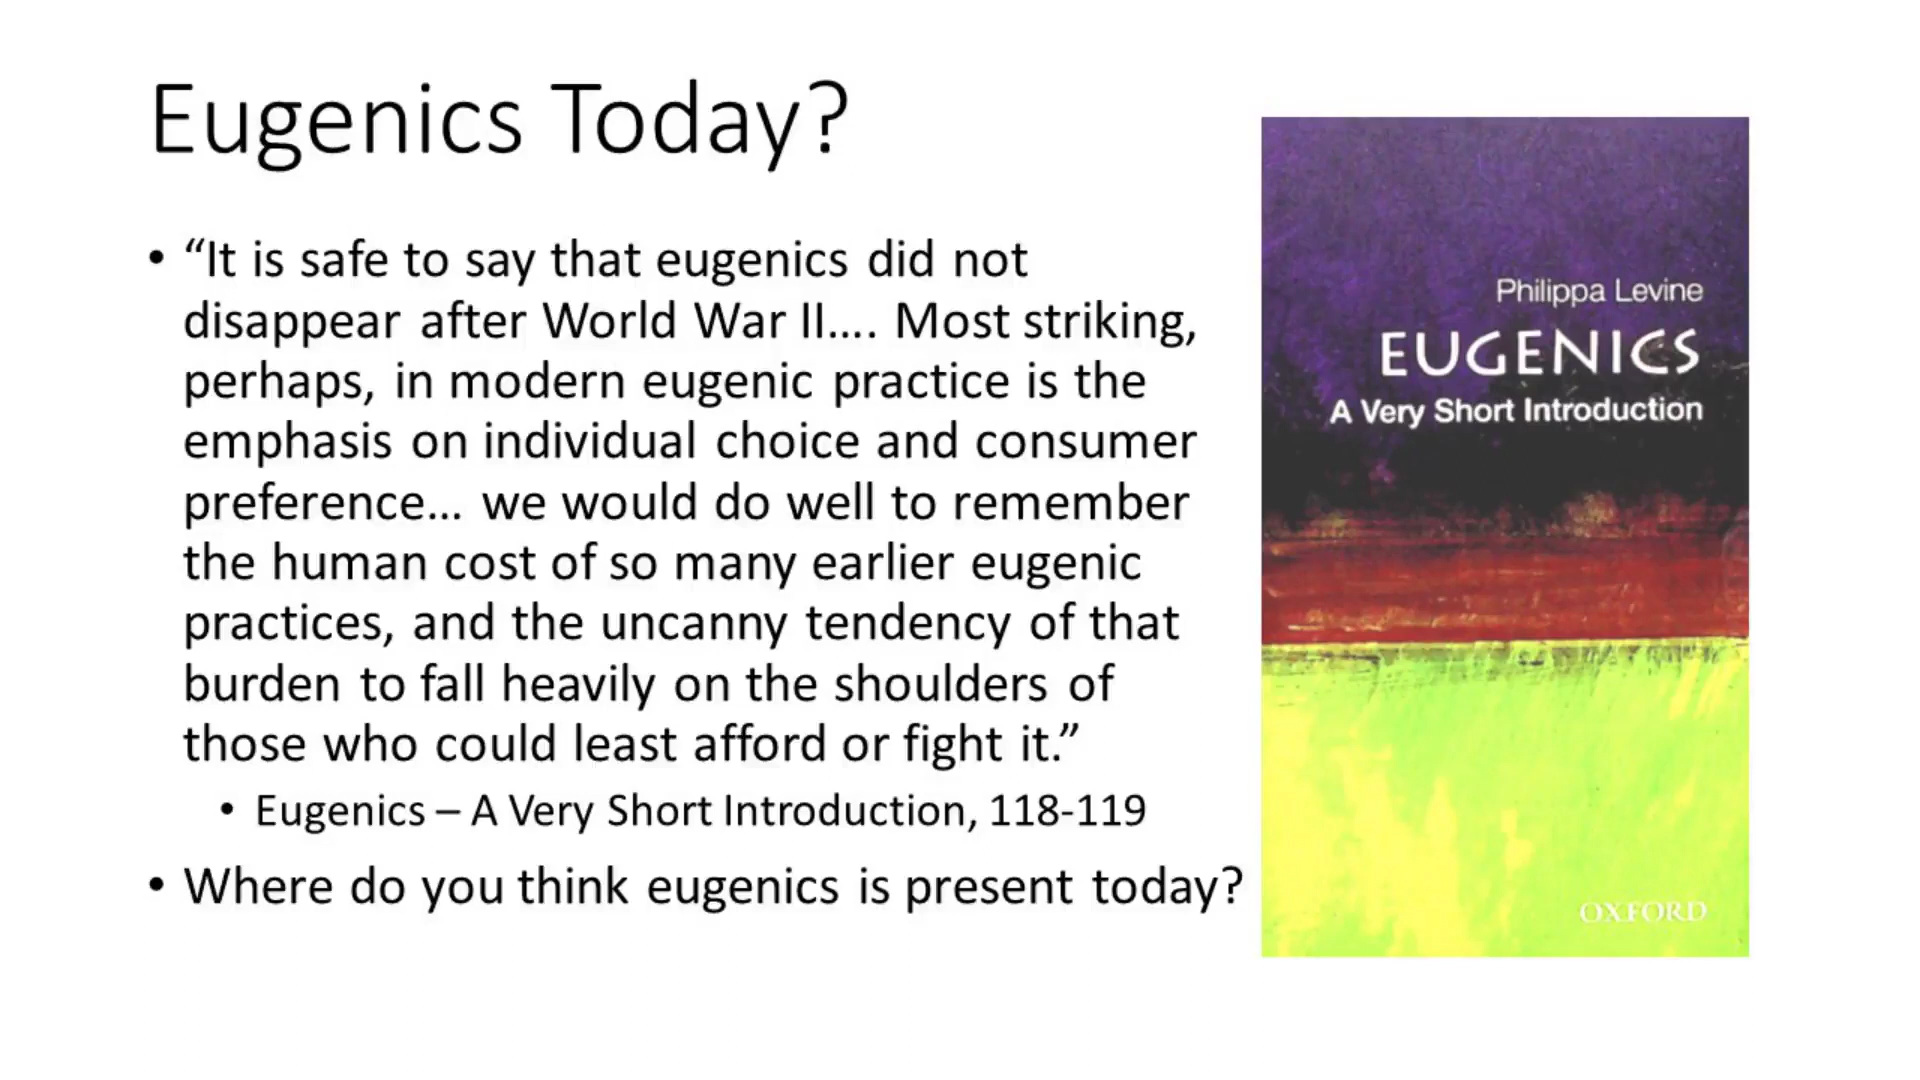 Eugenics Today?
• “It is safe to say that eugenics did not
disappear after World War II.... Most striking,
perhaps, in modern eugenic practice is the
emphasis on individual choice and consumer
preference... we would do well to remember
the human cost of so many earlier eugenic
practices, and the uncanny tendency of that
burden to fall heavily on the shoulders of
those who could least afford or fight it.”
• Eugenics – A Very Short Introduction, 118-119
• Where do you think eugenics is present today?
Philippa Levine
EUGENICS
A Very Short Introduction
OXFORD